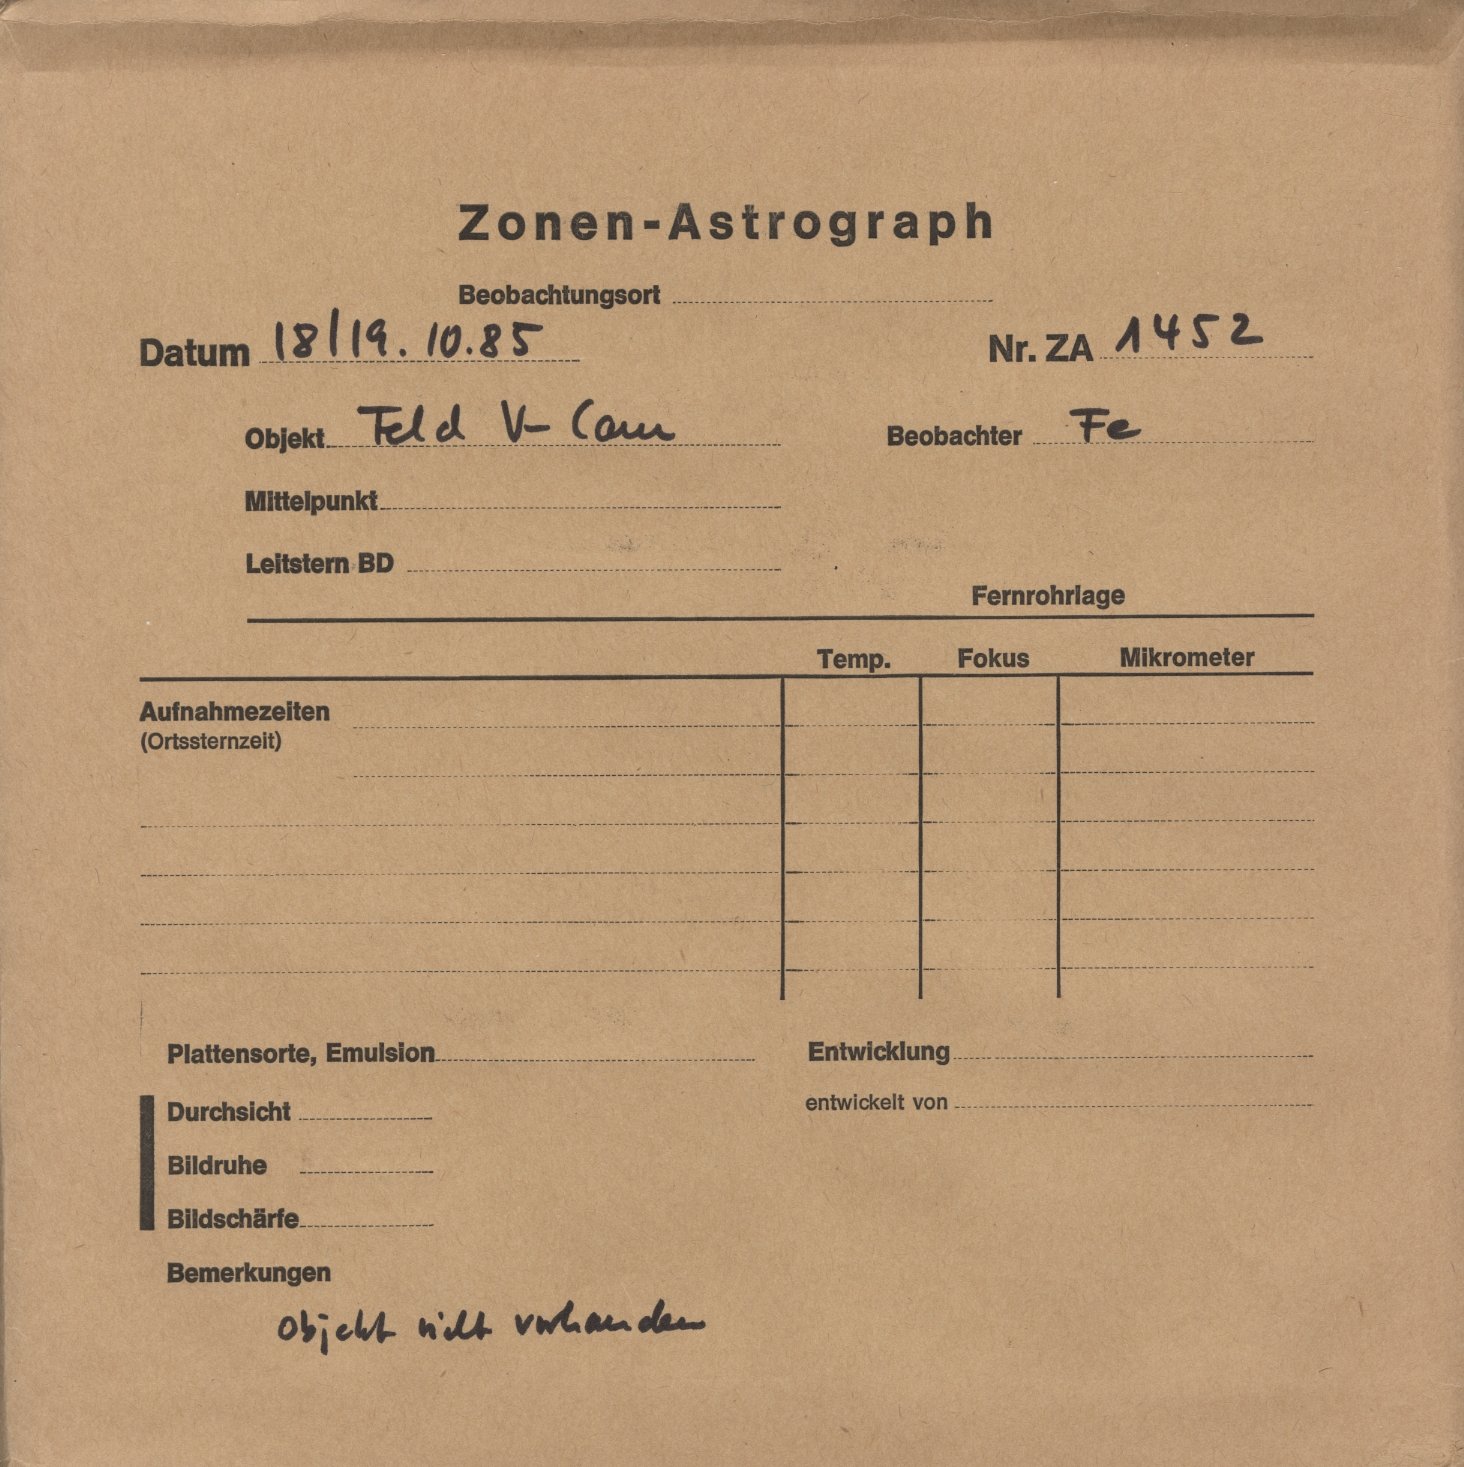 Zonen-Astrograph
Beobachtungsort
Datum 18/19.10.85 Nr. ZA 1452
Objekt Feld V-Cam Beobachter Fe
Mittelpunkt
Leitstern BD
Fernrohrlage
Temp. Fokus Mikrometer
Aufnahmezeiten
(Ortssternzeit)
Plattensorte, Emulsion Entwicklung
Durchsicht entwickelt von
Bildruhe
Bildschärfe
Bemerkungen
Objekt nicht vorhanden